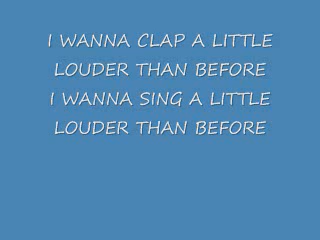 I WANNA CLAP A LITTLE
LOUDER THAN BEFORE
I WANNA SING A LITTLE
LOUDER THAN BEFORE